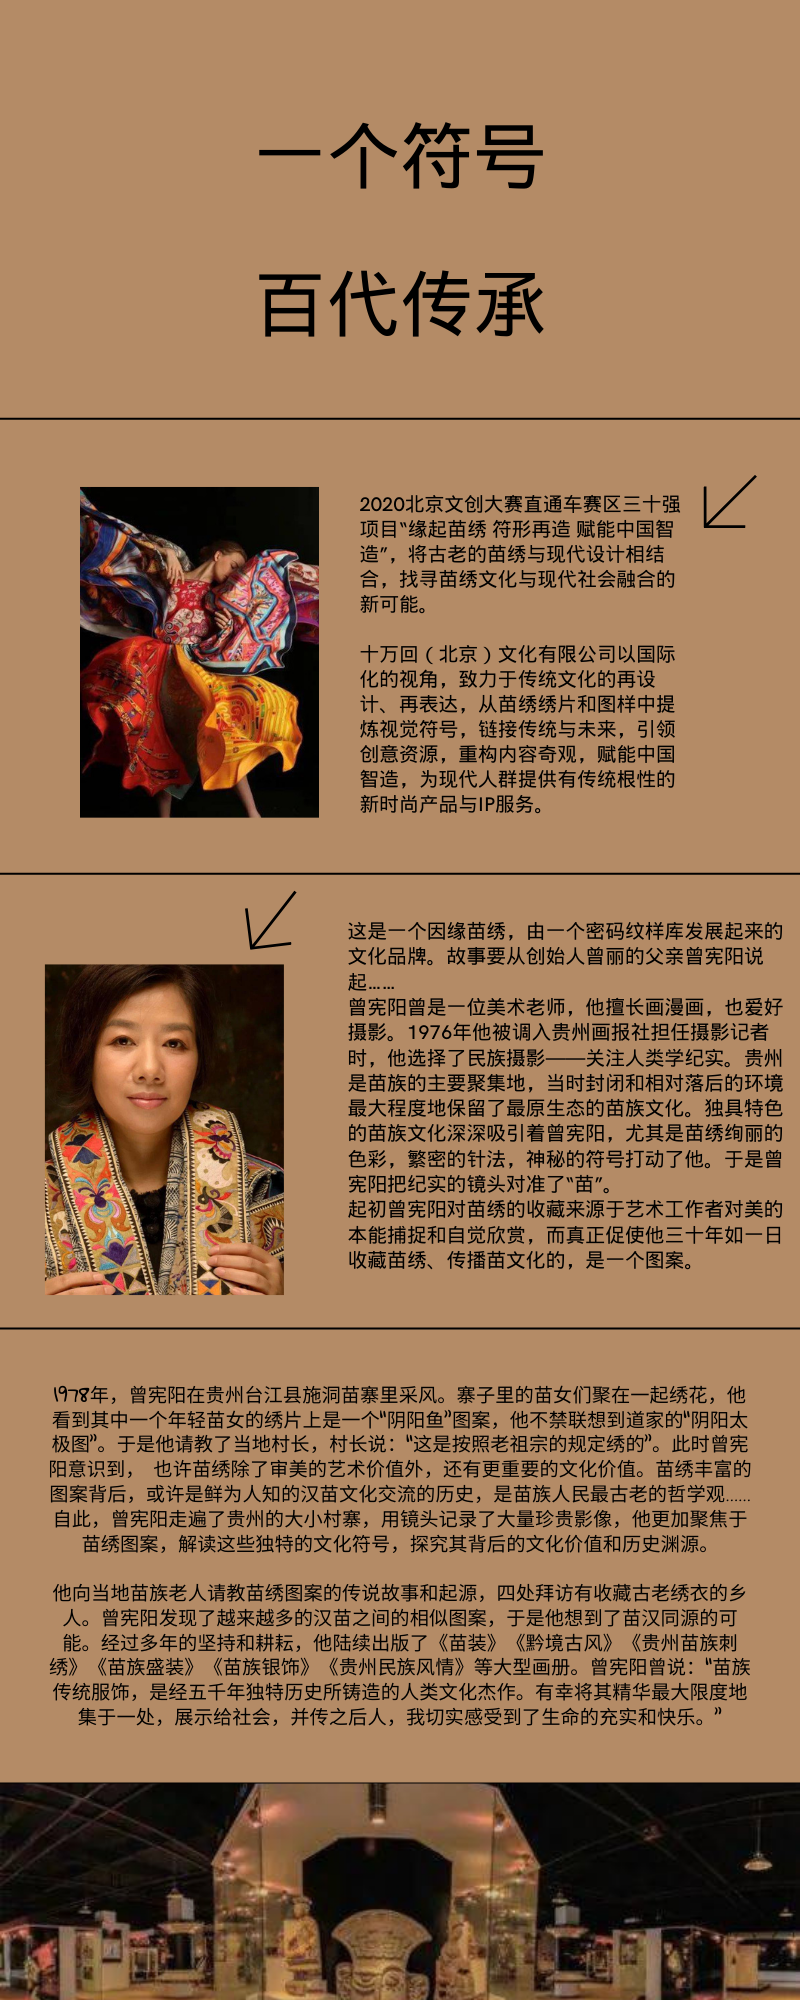 一个符号
百代传承
2020北京文创大赛直通车赛区三十强
项目“缘起苗绣 符形再造 赋能中国智
造”，将古老的苗绣与现代设计相结
合，找寻苗绣文化与现代社会融合的
新可能。
十万回（北京）文化有限公司以国际
化的视角，致力于传统文化的再设
计、再表达，从苗绣绣片和图样中提
炼视觉符号，链接传统与未来，引领
创意资源，重构内容奇观，赋能中国
智造，为现代人群提供有传统根性的
新时尚产品与IP服务。
这是一个因缘苗绣，由一个密码纹样库发展起来的
文化品牌。故事要从创始人曾丽的父亲曾宪阳说
起……
曾宪阳曾是一位美术老师，他擅长画漫画，也爱好
摄影。1976年他被调入贵州画报社担任摄影记者
时，他选择了民族摄影——关注人类学纪实。贵州
是苗族的主要聚集地，当时封闭和相对落后的环境
最大程度地保留了最原生态的苗族文化。独具特色
的苗族文化深深吸引着曾宪阳，尤其是苗绣绚丽的
色彩，繁密的针法，神秘的符号打动了他。于是曾
宪阳把纪实的镜头对准了“苗”。
起初曾宪阳对苗绣的收藏来源于艺术工作者对美的
本能捕捉和自觉欣赏，而真正促使他三十年如一日
收藏苗绣、传播苗文化的，是一个图案。
1978年，曾宪阳在贵州台江县施洞苗寨里采风。寨子里的苗女们聚在一起绣花，他
看到其中一个年轻苗女的绣片上是一个“阴阳鱼”图案，他不禁联想到道家的“阴阳太
极图”。于是他请教了当地村长，村长说：“这是按照老祖宗的规定绣的”。此时曾宪
阳意识到， 也许苗绣除了审美的艺术价值外，还有更重要的文化价值。苗绣丰富的
图案背后，或许是鲜为人知的汉苗文化交流的历史，是苗族人民最古老的哲学观……
自此，曾宪阳走遍了贵州的大小村寨，用镜头记录了大量珍贵影像，他更加聚焦于
苗绣图案，解读这些独特的文化符号，探究其背后的文化价值和历史渊源。
他向当地苗族老人请教苗绣图案的传说故事和起源，四处拜访有收藏古老绣衣的乡
人。曾宪阳发现了越来越多的汉苗之间的相似图案，于是他想到了苗汉同源的可
能。经过多年的坚持和耕耘，他陆续出版了《苗装》《黔境古风》《贵州苗族刺
绣》《苗族盛装》《苗族银饰》《贵州民族风情》等大型画册。曾宪阳曾说：“苗族
传统服饰，是经五千年独特历史所铸造的人类文化杰作。有幸将其精华最大限度地
集于一处，展示给社会，并传之后人，我切实感受到了生命的充实和快乐。”